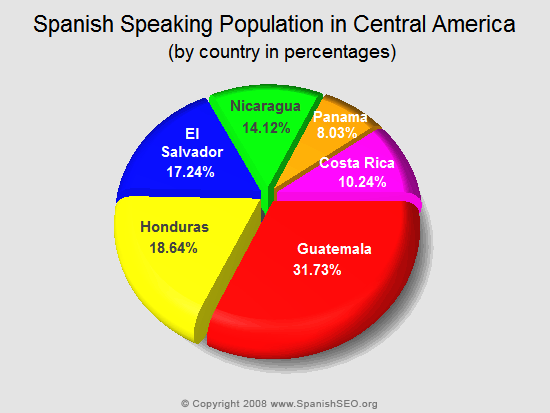 Spanish Speaking Population in Central America
(by country in percentages)
Nicaragua
14.12%
Panama
8.03%
El
Salvador
17.24%
Costa Rica
10.24%
Honduras
18.64%
Guatemala
31.73%
© Copyright 2008 www.SpanishSEO.org